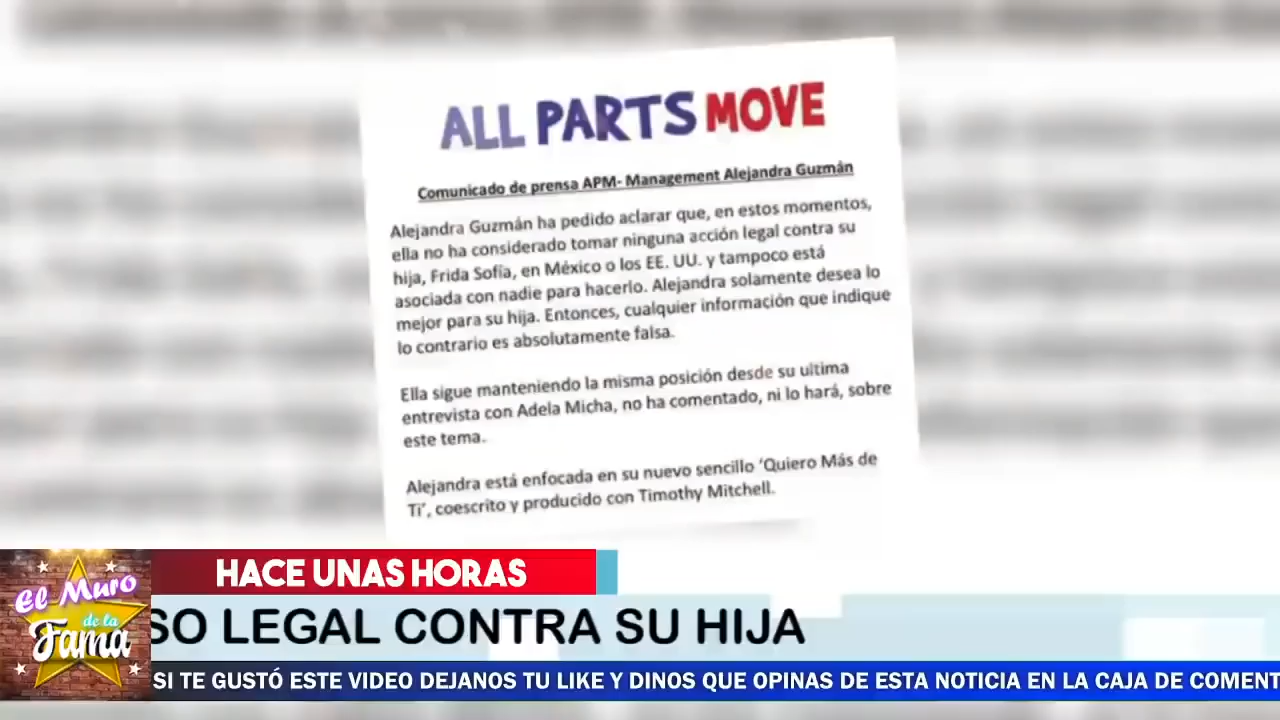 ALL PARTS MOVE
Comunicado de prensa APM- Management Alejandra Guzmán
Alejandra Guzmán ha pedido aclarar que, en estos momentos,
ella no ha considerado tomar ninguna acción legal contra su
hija, Frida Sofía, en México o los EE. UU. y tampoco está
asociada con nadie para hacerlo. Alejandra solamente desea lo
mejor para su hija. Entonces, cualquier información que indique
lo contrario es absolutamente falsa.
Ella sigue manteniendo la misma posición desde su ultima
entrevista con Adela Micha, no ha comentado, ni lo hará, sobre
este tema.
Alejandra está enfocada en su nuevo sencillo ‘Quiero Más de
Ti’, coescrito y producido con Timothy Mitchell.
HACE UNAS HORAS
SO LEGAL CONTRA SU HIJA
El Muro
de la
Fama
SI TE GUSTÓ ESTE VIDEO DEJANOS TU LIKE Y DINOS QUE OPINAS DE ESTA NOTICIA EN LA CAJA DE COMENT